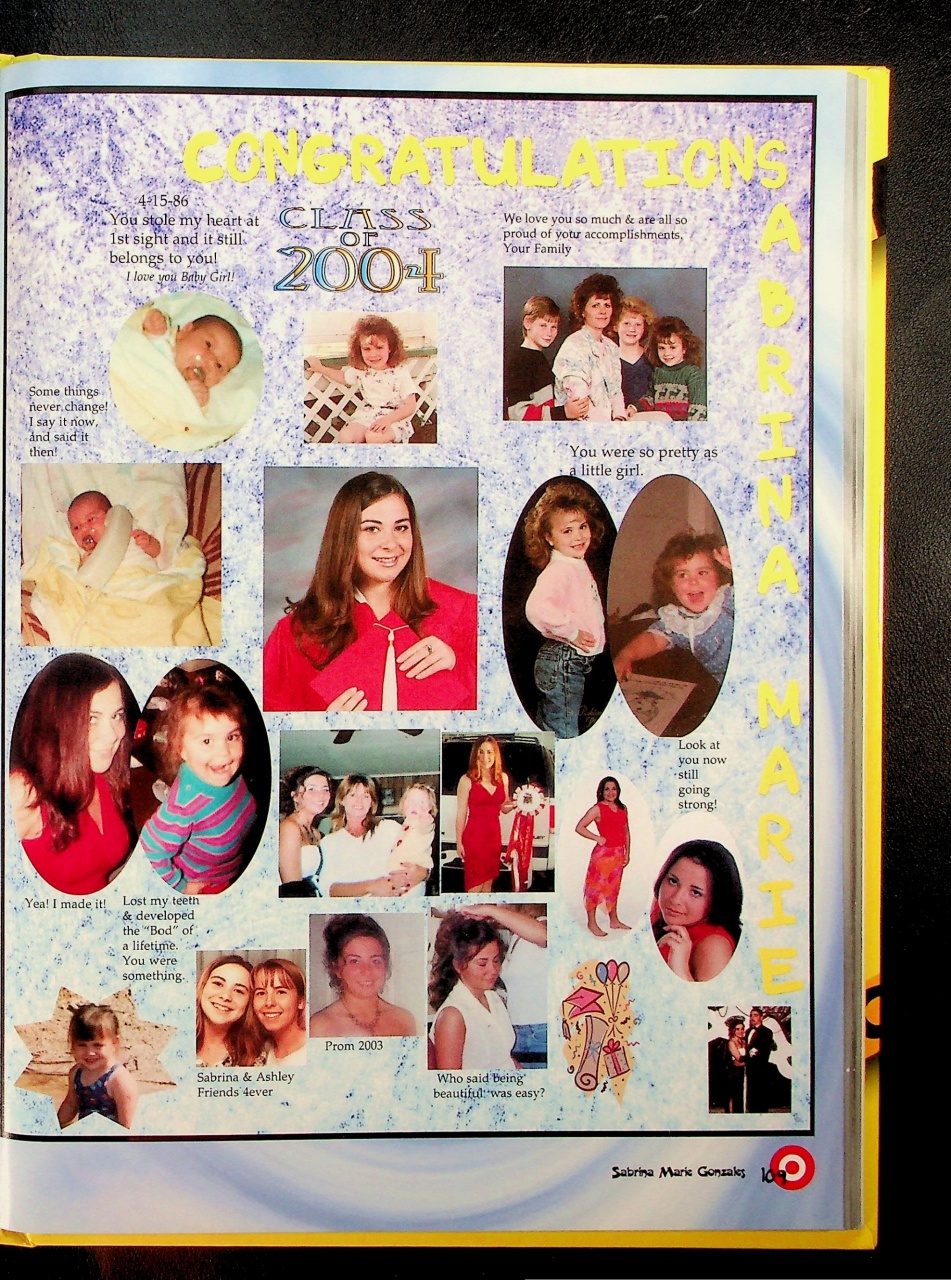 CONGRATULATIONS
SABRINA MARIE
4-15-86
You stole my heart at
1st sight and it still
belongs to you!
I love you Baby Girl!
CLASS
OF
2004
We love you so much & are all so
proud of your accomplishments,
Your Family
Some things
never change!
I say it now,
and said it
then!
You were so pretty as
a little girl.
Look at
you now
still
going
strong!
Yea! I made it!
Lost my teeth
& developed
the "Bod" of
a lifetime.
You were
something.
Prom 2003
Sabrina & Ashley
Friends 4ever
Who said being
beautiful was easy?
Sabrina Marie Gonzales 109